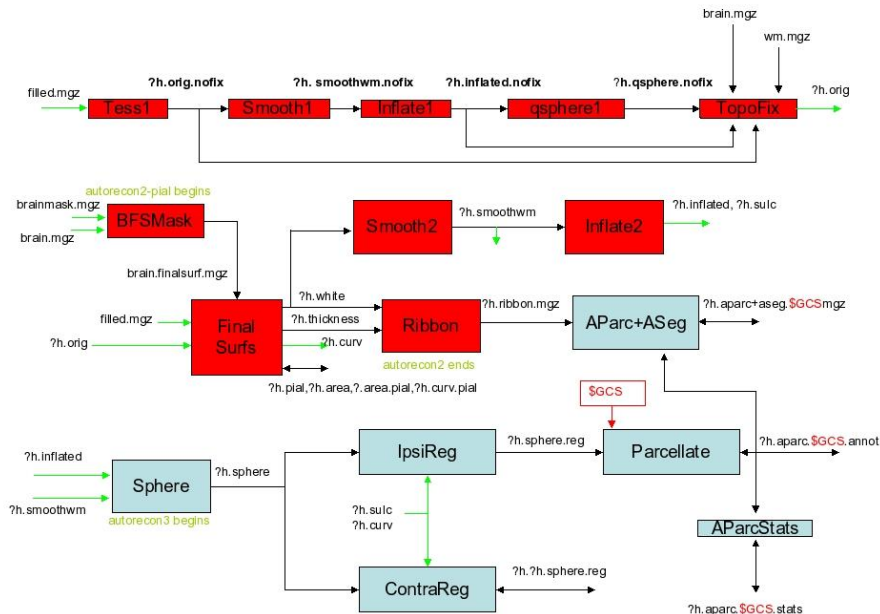 brain.mgz
wm.mgz
?h.orig.nofix
?h. smoothwm.nofix
?h.inflated.nofix
?h.qsphere.nofix
filled.mgz
?h.orig
Tess1
Smooth1
Inflate1
qsphere1
TopoFix
autorecon2-pial begins
brainmask.mgz
BFSMask
brain.mgz
Smooth2
?h.smoothwm
Inflate2
?h.inflated, ?h.sulc
brain.finalsurf.mgz
?h.white
?h.ribbon.mgz
?h.aparc+aseg.$GCSmgz
filled.mgz
Final
Surfs
?h.thickness
Ribbon
AParc+ASeg
?h.orig
?h.curv
autorecon2 ends
?h.pial,?h.area,?.area.pial,?h.curv.pial
$GCS
?h.inflated
Sphere
?h.sphere
IpsiReg
?h.sphere.reg
Parcellate
?h.aparc.$GCS.annot
?h.smoothwm
autorecon3 begins
?h.sulc
?h.curv
AParcStats
ContraReg
?h.?h.sphere.reg
?h.aparc.$GCS.stats